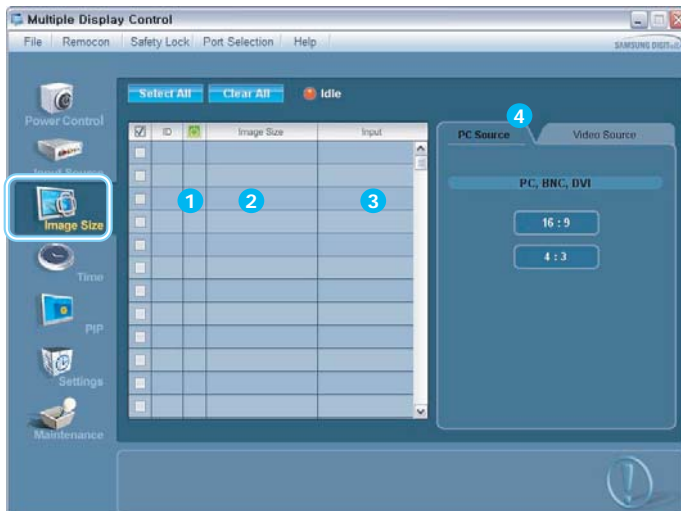 Multiple Display Control
File Remocon Safety Lock Port Selection Help
Select All Clear All Idle
Power Control
Input Source
Image Size
Time
PIP
Settings
Maintenance
ID Image Size Input
1 2 3
4
PC Source Video Source
PC, BNC, DVI
16 : 9
4 : 3